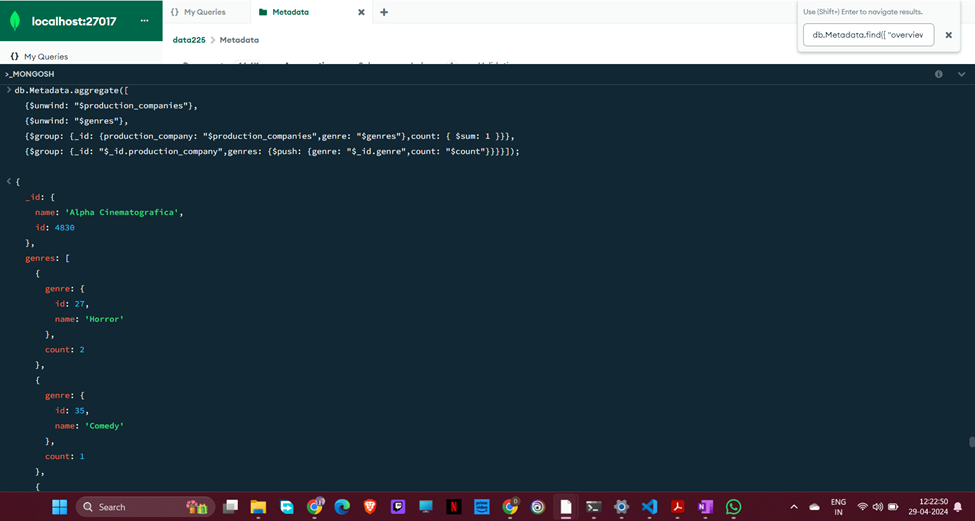 localhost:27017 ...
{} My Queries
Metadata
Use (Shift+) Enter to navigate results.
db.Metadata.find([ "overview
data225 > Metadata
{} My Queries
>_MONGOSH
> db.Metadata.aggregate([
{$unwind: "$production_companies"},
{$unwind: "$genres"},
{$group: {_id: {production_company: "$production_companies",genre: "$genres"},count: { $sum: 1 }}},
{$group: {_id: "$_id.production_company",genres: {$push: {genre: "$_id.genre",count: "$count"}}}}]);
< {
_id: {
name: 'Alpha Cinematografica',
id: 4830
},
genres: [
{
genre: {
id: 27,
name: 'Horror'
},
count: 2
},
{
genre: {
id: 35,
name: 'Comedy'
},
count: 1
},
{
Search
ENG
IN
12:22:50
29-04-2024